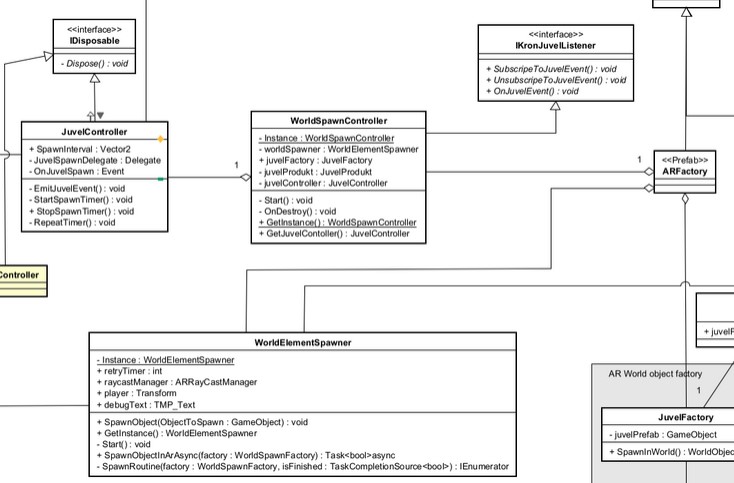 <<interface>>
IDisposable
- Dispose() : void
<<interface>>
IKronJuvelListener
+ SubscripeToJuvelEvent() : void
+ UnsubscripeToJuvelEvent() : void
+ OnJuvelEvent() : void
JuvelController
+ SpawnInterval : Vector2
- JuvelSpawnDelegate : Delegate
- OnJuvelSpawn : Event
- EmitJuvelEvent() : void
- StartSpawnTimer() : void
+ StopSpawnTimer() : void
- RepeatTimer() : void
1
WorldSpawnController
- Instance : WorldSpawnController
- worldSpawner : WorldElementSpawner
+ juvelFactory : JuvelFactory
- juvelProdukt : JuvelProdukt
- juvelController : JuvelController
- Start() : void
- OnDestroy() : void
+ GetInstance() : WorldSpawnController
+ GetJuvelContoller() : JuvelController
1
<<Prefab>>
ARFactory
Controller
WorldElementSpawner
- Instance : WorldElementSpawner
+ retryTimer : int
+ raycastManager : ARRayCastManager
+ player : Transform
+ debugText : TMP_Text
+ SpawnObject(ObjectToSpawn : GameObject) : void
+ GetInstance() : WorldElementSpawner
- Start() : void
+ SpawnObjectInArAsync(factory : WorldSpawnFactory) : Task<bool>async
- SpawnRoutine(factory : WorldSpawnFactory, isFinished : TaskCompletionSource<bool>) : IEnumerator
+ juvelF
AR World object factory
1
JuvelFactory
- juvelPrefab : GameObject
+ SpawnInWorld() : WorldObje